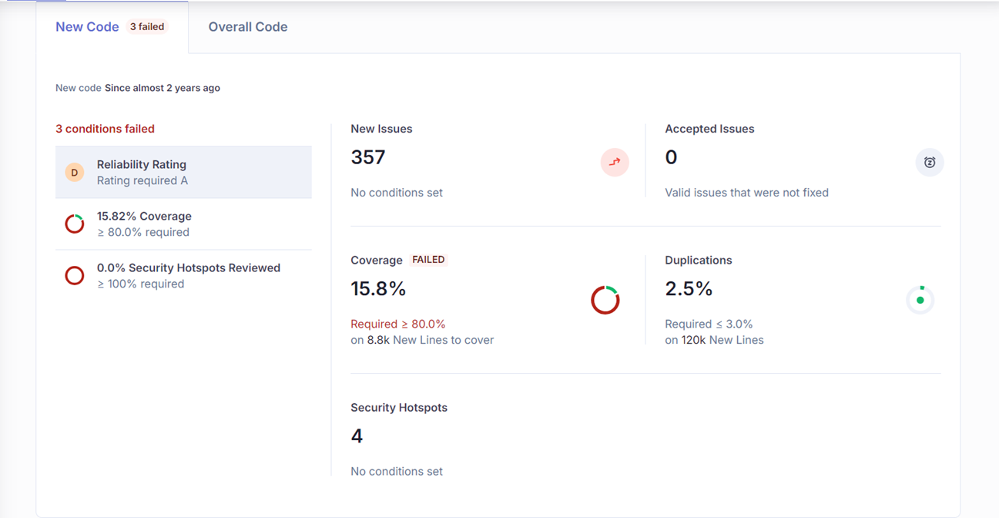 New Code 3 failed Overall Code
New code Since almost 2 years ago
3 conditions failed
D
Reliability Rating
Rating required A
15.82% Coverage
≥ 80.0% required
0.0% Security Hotspots Reviewed
≥ 100% required
New Issues
357
No conditions set
Accepted Issues
0
Valid issues that were not fixed
Coverage FAILED
15.8%
Required ≥ 80.0%
on 8.8k New Lines to cover
Duplications
2.5%
Required ≤ 3.0%
on 120k New Lines
Security Hotspots
4
No conditions set